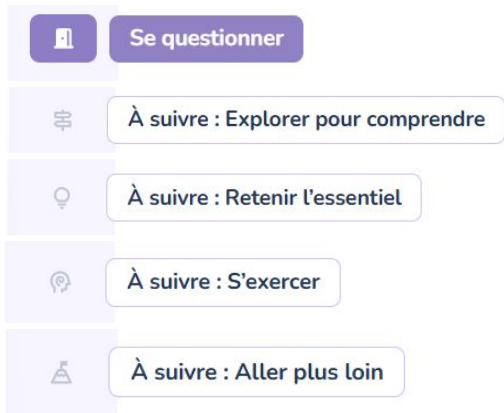 Se questionner
À suivre : Explorer pour comprendre
À suivre : Retenir l’essentiel
À suivre : S’exercer
À suivre : Aller plus loin